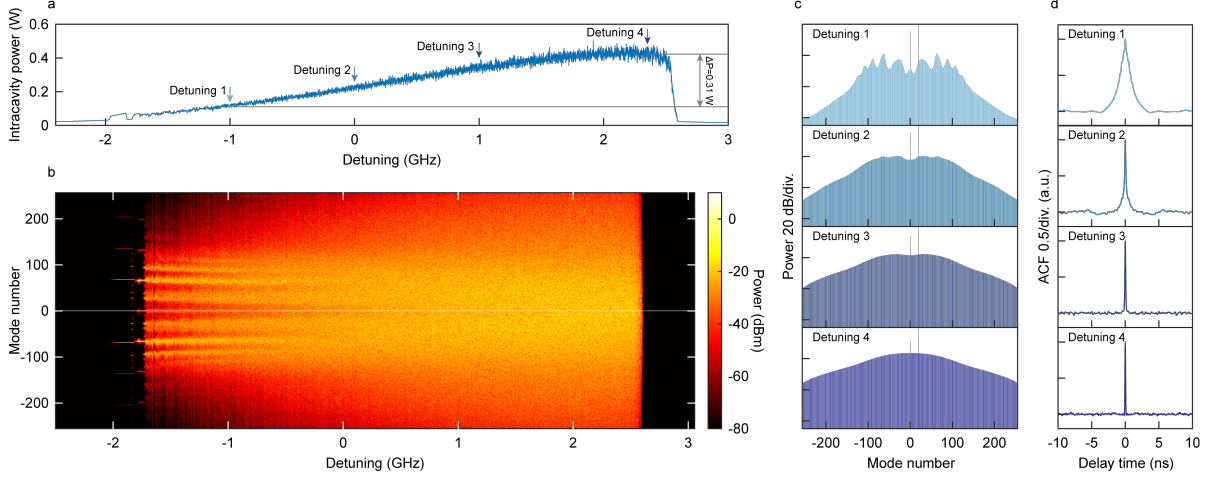 a
Intracavity power (W)
0.6
0.4
0.2
0
Detuning 1
Detuning 2
Detuning 3
Detuning 4
ΔP=0.31 W
-2
-1
0
1
2
3
Detuning (GHz)
b
Mode number
200
100
0
-100
-200
-2
-1
0
1
2
3
Detuning (GHz)
0
-20
-40
-60
-80
Power (dBm)
c
Power 20 dB/div.
Detuning 1
Detuning 2
Detuning 3
Detuning 4
-200
-100
0
100
200
Mode number
d
ACF 0.5/div. (a.u.)
Detuning 1
Detuning 2
Detuning 3
Detuning 4
-10
-5
0
5
10
Delay time (ns)